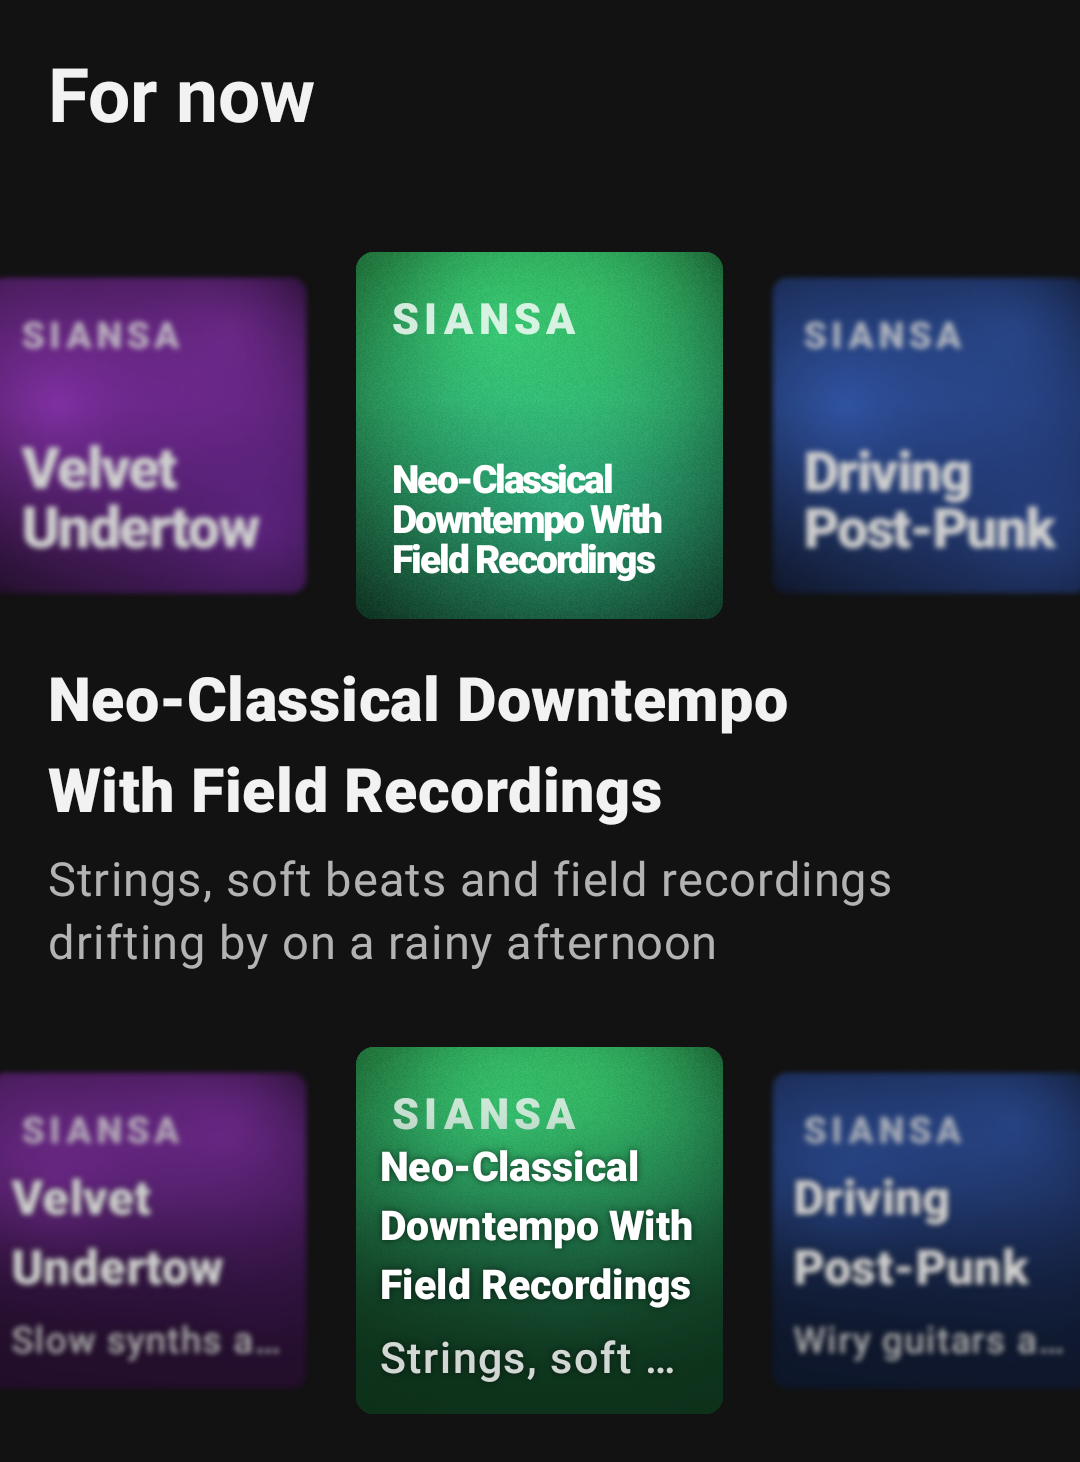 For now
SIANSA
Velvet
Undertow
SIANSA
Neo-Classical
Downtempo With
Field Recordings
SIANSA
Driving
Post-Punk
Neo-Classical Downtempo
With Field Recordings
Strings, soft beats and field recordings
drifting by on a rainy afternoon
SIANSA
Velvet
Undertow
Slow synths a…
SIANSA
Neo-Classical
Downtempo With
Field Recordings
Strings, soft …
SIANSA
Driving
Post-Punk
Wiry guitars a…